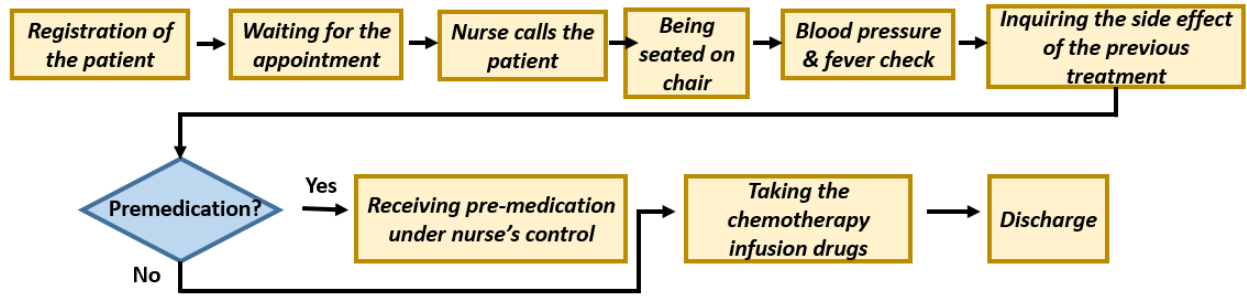 Registration of
the patient
Waiting for the
appointment
Nurse calls the
patient
Being
seated on
chair
Blood pressure
& fever check
Inquiring the side effect
of the previous
treatment
Premedication?
Yes
No
Receiving pre-medication
under nurse's control
Taking the
chemotherapy
infusion drugs
Discharge